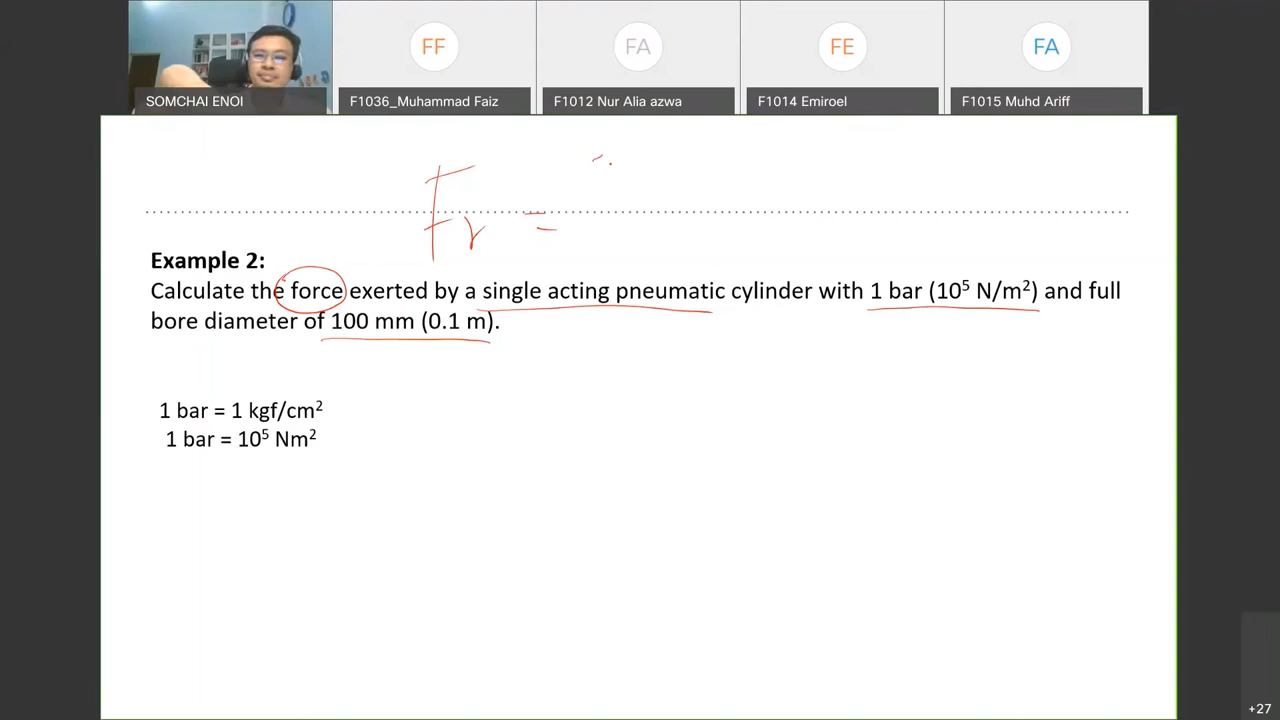 FF
FA
FE
FA
SOMCHAI ENOI
F1036_Muhammad Faiz
F1012 Nur Alia azwa
F1014 Emiroel
F1015 Muhd Ariff
Fr =
Example 2:
Calculate the force exerted by a single acting pneumatic cylinder with 1 bar (10⁵ N/m²) and full
bore diameter of 100 mm (0.1 m).
1 bar = 1 kgf/cm²
1 bar = 10⁵ Nm²
+27